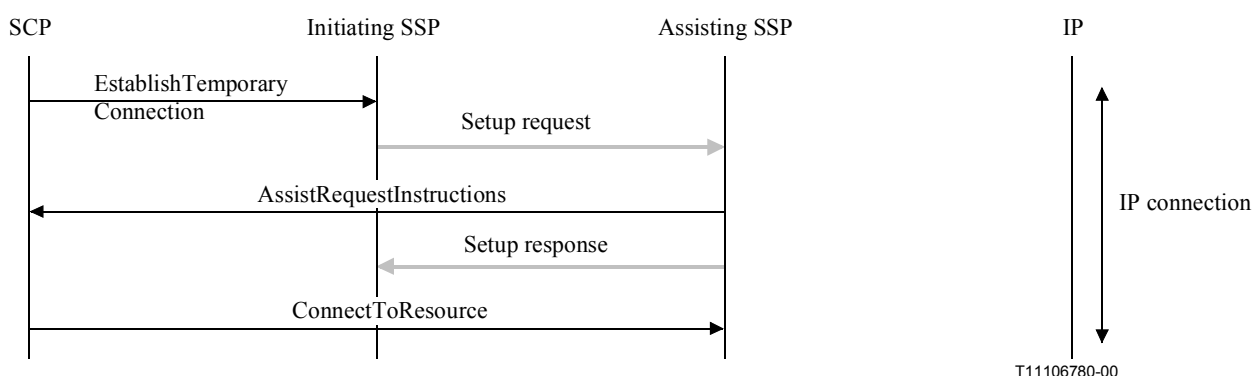 SCP
Initiating SSP
Assisting SSP
IP
EstablishTemporary
Connection
Setup request
AssistRequestInstructions
IP connection
Setup response
ConnectToResource
T11106780-00